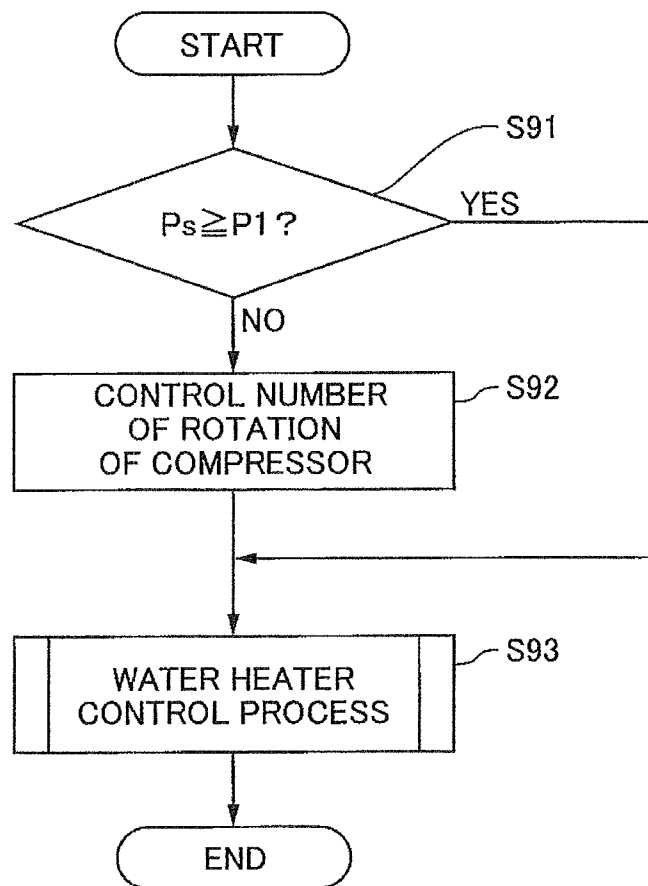 START
S91
Ps≧P1?
YES
NO
CONTROL NUMBER
OF ROTATION
OF COMPRESSOR
S92
WATER HEATER
CONTROL PROCESS
S93
END